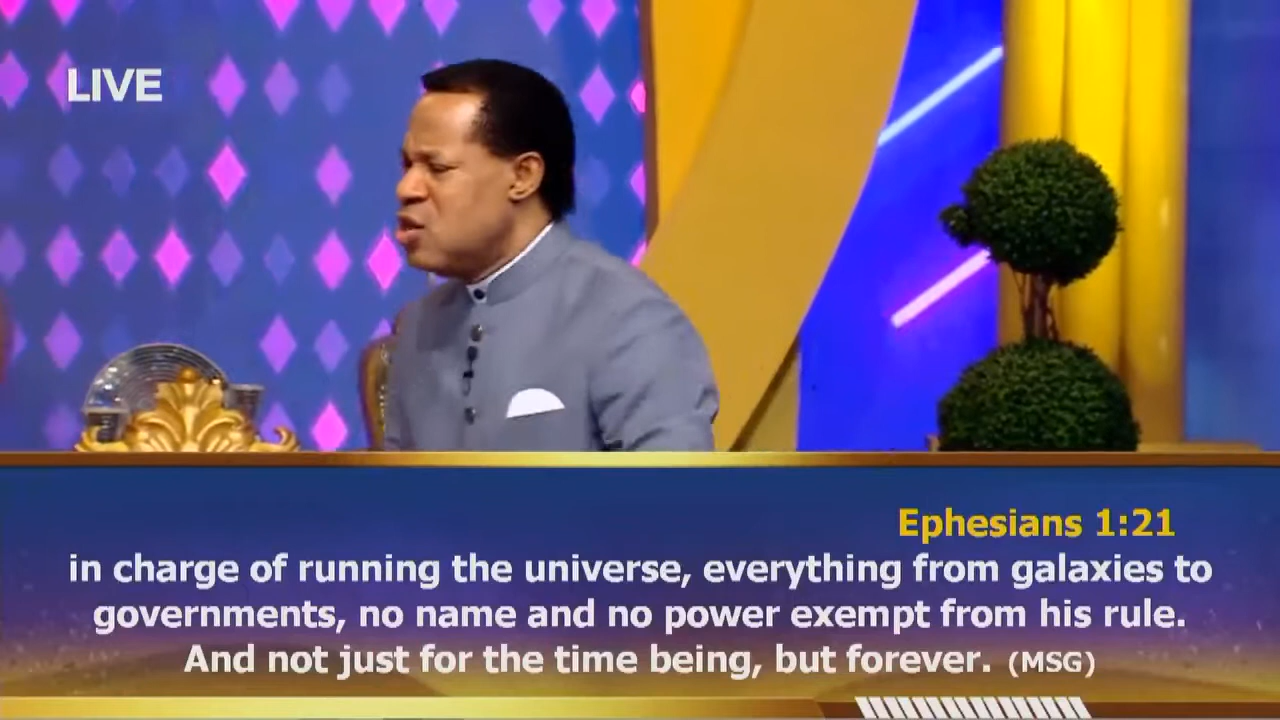 LIVE
Ephesians 1:21
in charge of running the universe, everything from galaxies to
governments, no name and no power exempt from his rule.
And not just for the time being, but forever. (MSG)